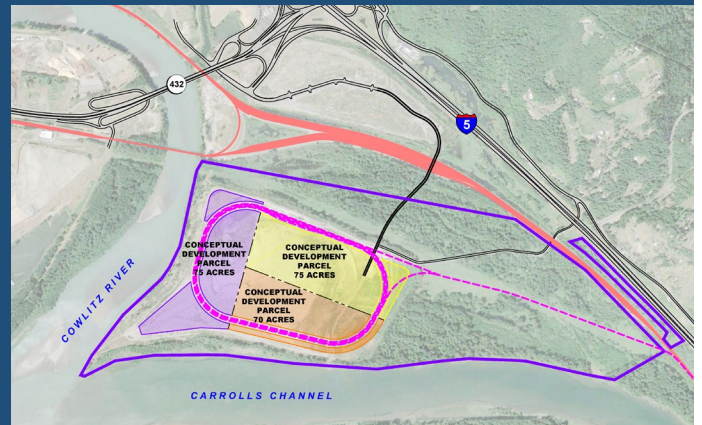 432
5
CONCEPTUAL
DEVELOPMENT
PARCEL
75 ACRES
CONCEPTUAL
DEVELOPMENT
PARCEL
75 ACRES
CONCEPTUAL
DEVELOPMENT
PARCEL
70 ACRES
COWLITZ RIVER
CARROLLS CHANNEL